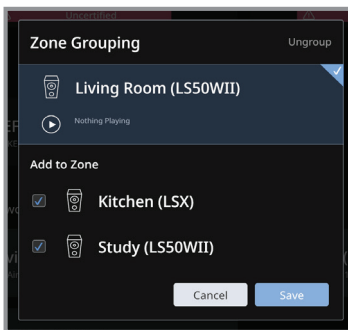 Uncertified
Zone Grouping
Ungroup
Living Room (LS50WII)
Nothing Playing
Add to Zone
Kitchen (LSX)
Study (LS50WII)
Cancel
Save